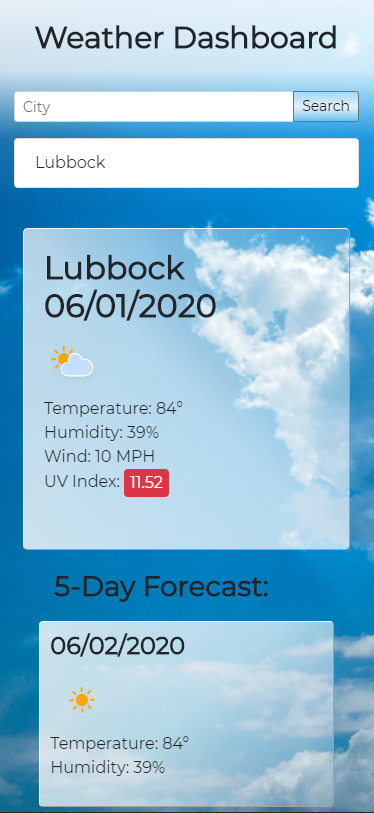 Weather Dashboard
City
Search
Lubbock
Lubbock
06/01/2020
Temperature: 84°
Humidity: 39%
Wind: 10 MPH
UV Index: 11.52
5-Day Forecast:
06/02/2020
Temperature: 84°
Humidity: 39%